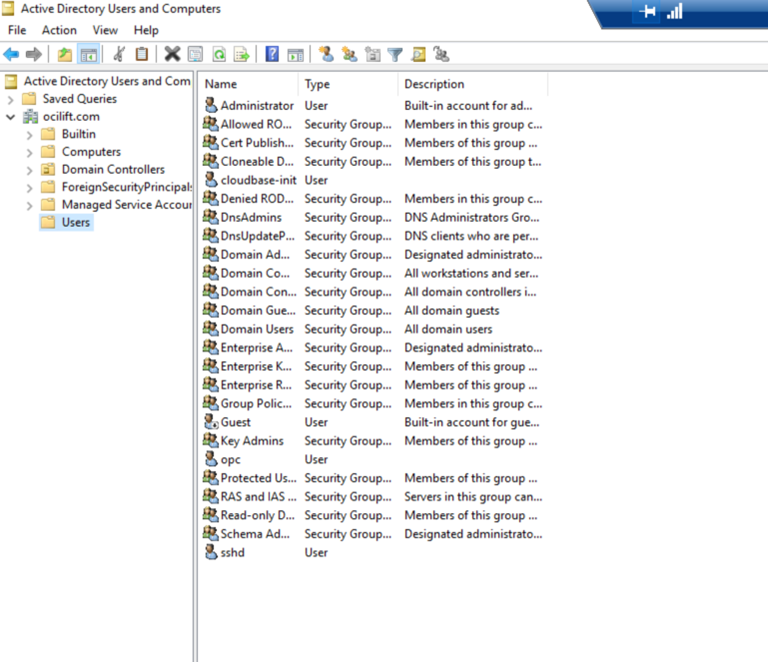 Active Directory Users and Computers
File Action View Help
Active Directory Users and Com
Saved Queries
ocilift.com
Builtin
Computers
Domain Controllers
ForeignSecurityPrincipals
Managed Service Accour
Users
Name Type Description
Administrator User Built-in account for ad...
Allowed RO... Security Group... Members in this group c...
Cert Publish... Security Group... Members of this group ...
Cloneable D... Security Group... Members of this group t...
cloudbase-init User
Denied ROD... Security Group... Members in this group c...
DnsAdmins Security Group... DNS Administrators Gro...
DnsUpdateP... Security Group... DNS clients who are per...
Domain Ad... Security Group... Designated administrato...
Domain Co... Security Group... All workstations and ser...
Domain Con... Security Group... All domain controllers i...
Domain Gue... Security Group... All domain guests
Domain Users Security Group... All domain users
Enterprise A... Security Group... Designated administrato...
Enterprise K... Security Group... Members of this group ...
Enterprise R... Security Group... Members of this group ...
Group Polic... Security Group... Members in this group c...
Guest User Built-in account for gue...
Key Admins Security Group... Members of this group ...
opc User
Protected Us... Security Group... Members of this group ...
RAS and IAS ... Security Group... Servers in this group can...
Read-only D... Security Group... Members of this group ...
Schema Ad... Security Group... Designated administrato...
sshd User